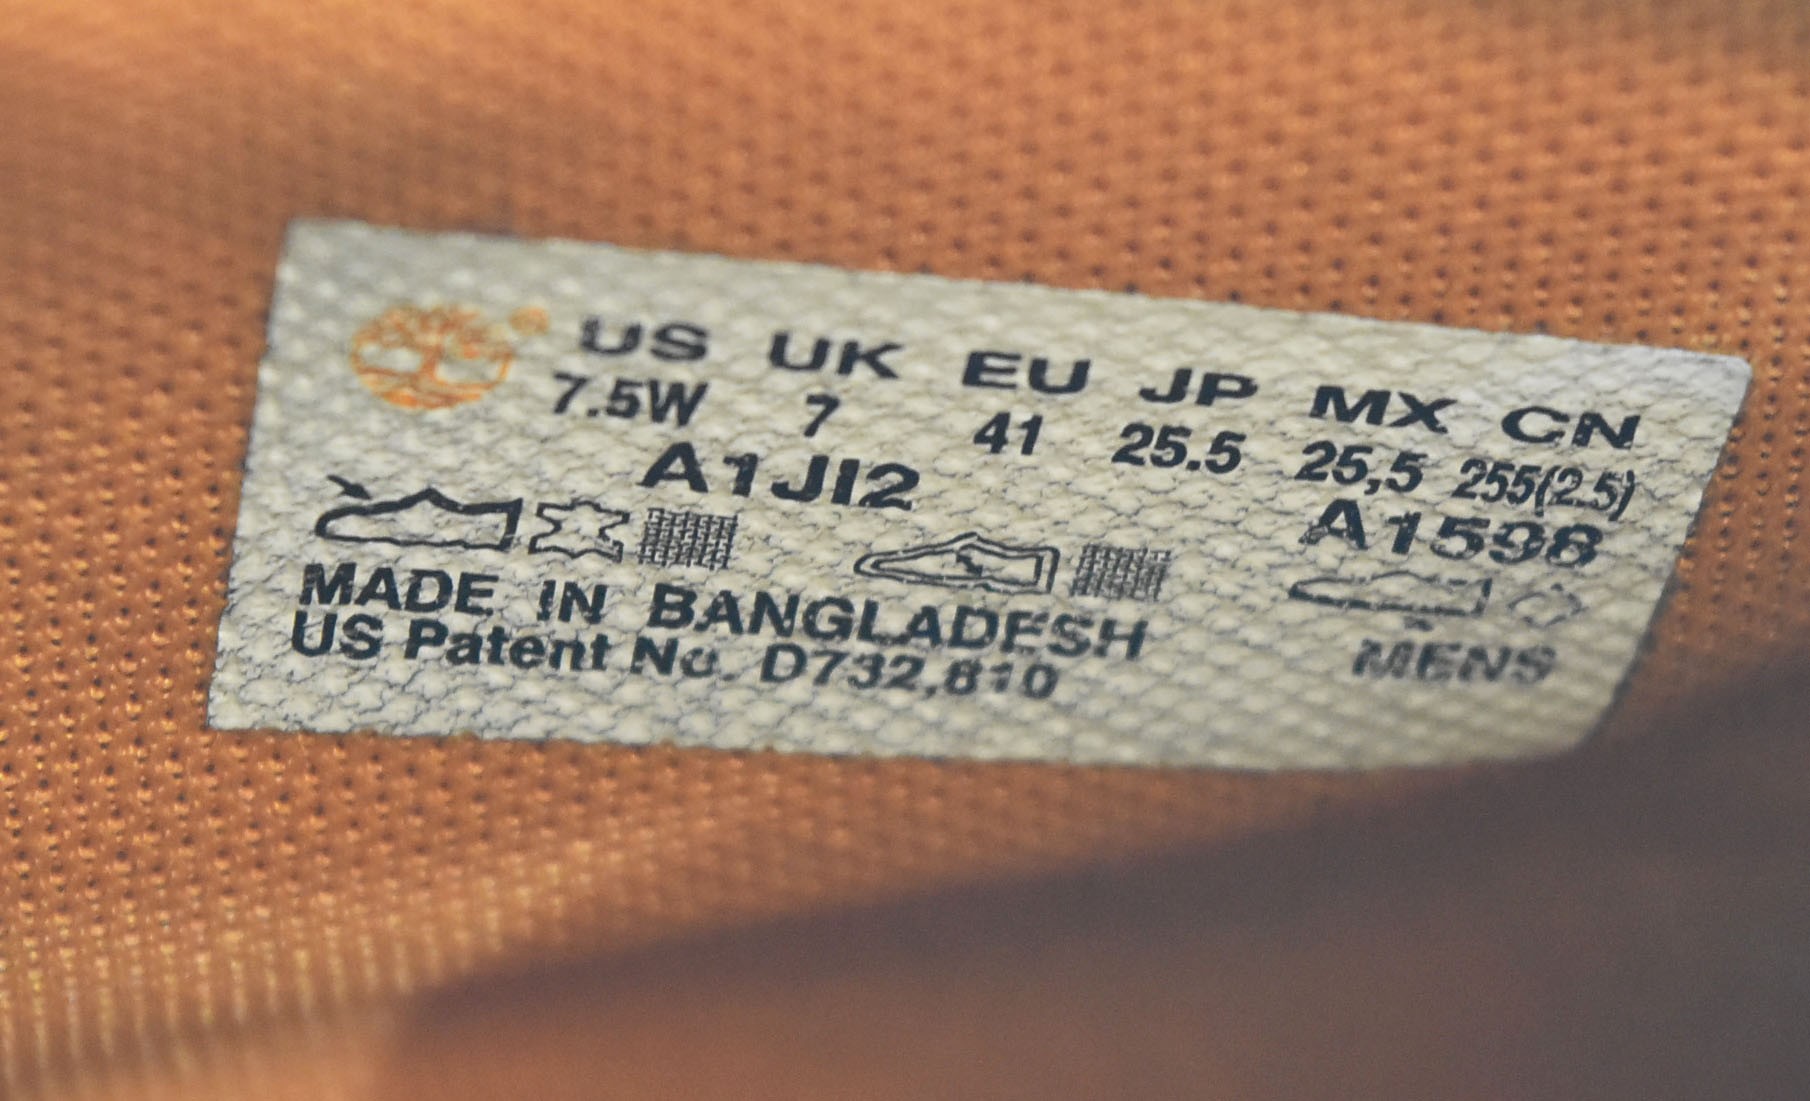 US UK EU JP MX CN
7.5W 7 41 25.5 25,5 255(2.5)
A1JI2 A1598
MADE IN BANGLADESH
US Patent No. D732,810
MENS